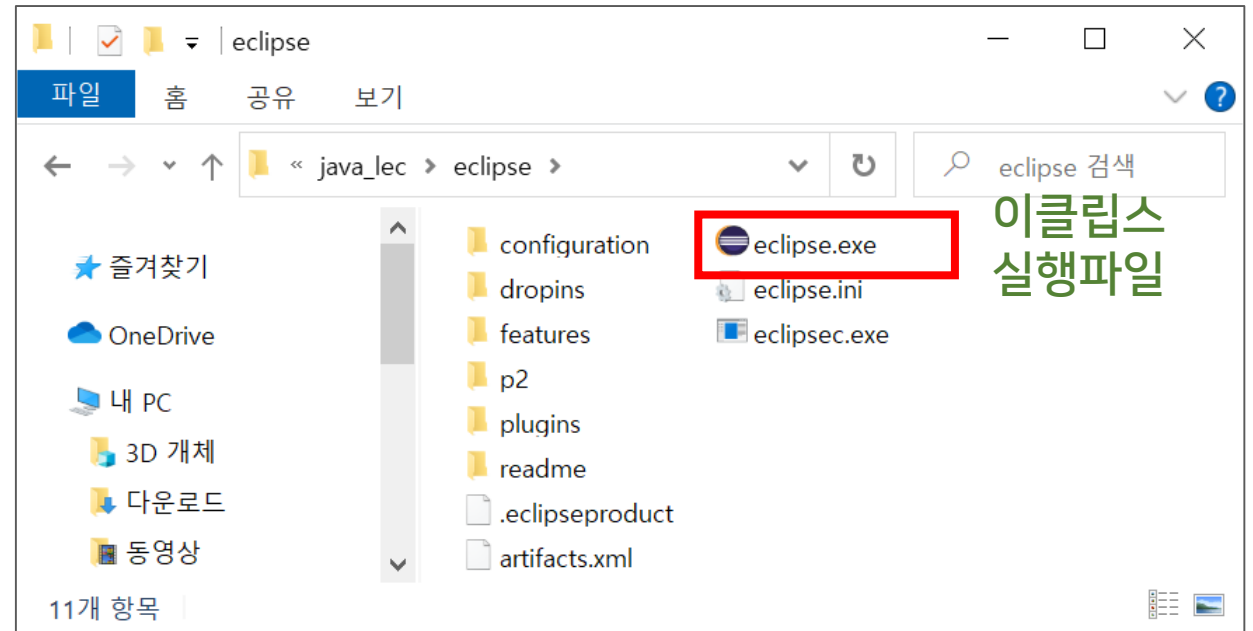 eclipse
파일 홈 공유 보기
« java_lec > eclipse >
eclipse 검색
이클립스
실행파일
즐겨찾기
OneDrive
내 PC
3D 개체
다운로드
동영상
configuration
dropins
features
p2
plugins
readme
.eclipseproduct
artifacts.xml
eclipse.exe
eclipse.ini
eclipsec.exe
11개 항목